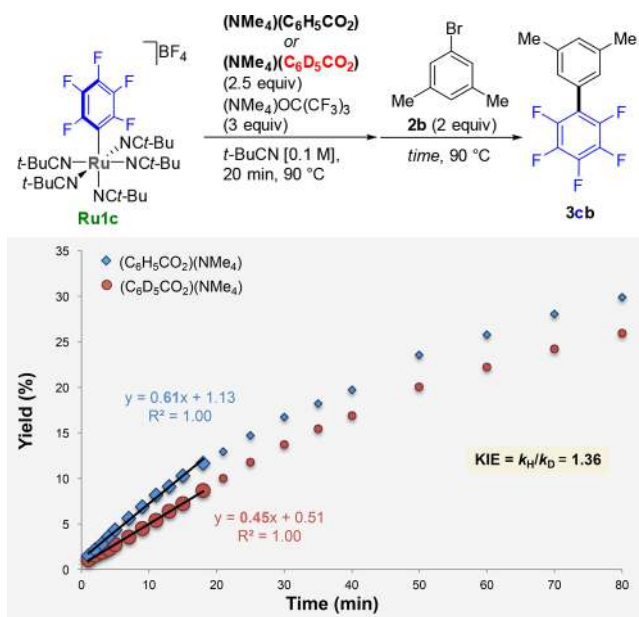 (NMe4)(C6H5CO2)
or
(NMe4)(C6D5CO2)
(2.5 equiv)
(NMe4)OC(CF3)3
(3 equiv)
t-BuCN [0.1 M],
20 min, 90 °C
BF4
F
F
F
F
F
t-BuCN
t-BuCN
Ru
NCt-Bu
NCt-Bu
NCt-Bu
Ru1c
Br
Me
Me
2b (2 equiv)
time, 90 °C
Me
Me
F
F
F
F
F
3cb
Yield (%)
35
30
25
20
15
10
5
0
(C6H5CO2)(NMe4)
(C6D5CO2)(NMe4)
y = 0.61x + 1.13
R² = 1.00
y = 0.45x + 0.51
R² = 1.00
KIE = kH/kD = 1.36
0 10 20 30 40 50 60 70 80
Time (min)